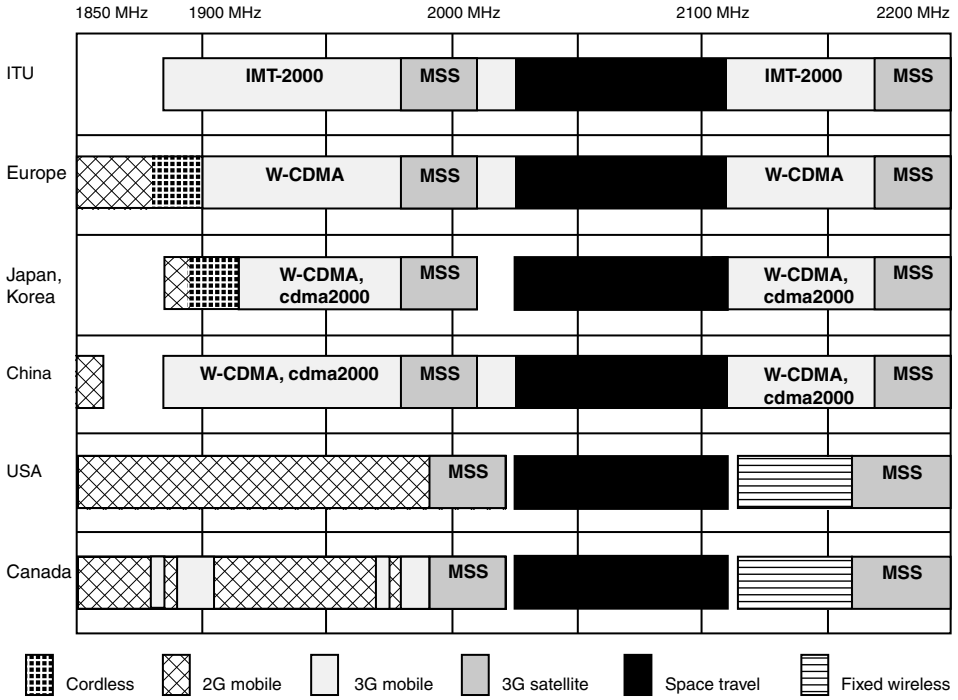 1850 MHz 1900 MHz 2000 MHz 2100 MHz 2200 MHz
ITU IMT-2000 MSS IMT-2000 MSS
Europe W-CDMA MSS W-CDMA MSS
Japan, Korea W-CDMA, cdma2000 MSS W-CDMA, cdma2000 MSS
China W-CDMA, cdma2000 MSS W-CDMA, cdma2000 MSS
USA MSS MSS
Canada MSS MSS
Cordless 2G mobile 3G mobile 3G satellite Space travel Fixed wireless